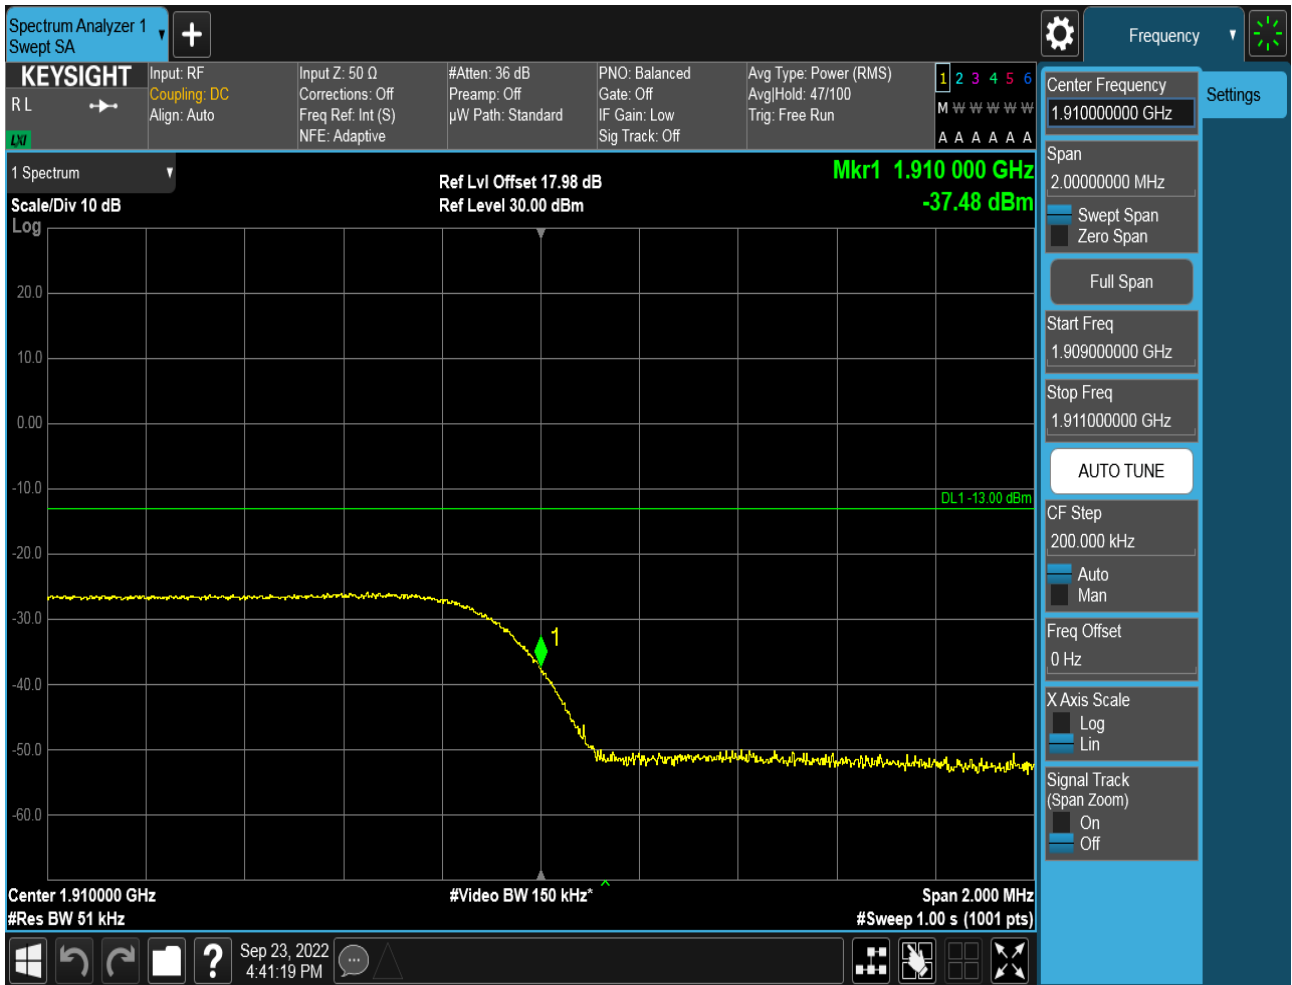 Spectrum Analyzer 1
Swept SA
Frequency
KEYSIGHT
R L
LXI
Input: RF
Coupling: DC
Align: Auto
Input Z: 50 Ω
Corrections: Off
Freq Ref: Int (S)
NFE: Adaptive
#Atten: 36 dB
Preamp: Off
µW Path: Standard
PNO: Balanced
Gate: Off
IF Gain: Low
Sig Track: Off
Avg Type: Power (RMS)
Avg|Hold: 47/100
Trig: Free Run
1 2 3 4 5 6
M W W W W W
A A A A A A
1 Spectrum
Scale/Div 10 dB
Log
Ref Lvl Offset 17.98 dB
Ref Level 30.00 dBm
Mkr1 1.910 000 GHz
-37.48 dBm
20.0
10.0
0.00
-10.0
DL1 -13.00 dBm
-20.0
-30.0
1
-40.0
-50.0
-60.0
Center 1.910000 GHz
#Video BW 150 kHz*
Span 2.000 MHz
#Res BW 51 kHz
#Sweep 1.00 s (1001 pts)
Sep 23, 2022
4:41:19 PM
Settings
Center Frequency
1.910000000 GHz
Span
2.00000000 MHz
Swept Span
Zero Span
Full Span
Start Freq
1.909000000 GHz
Stop Freq
1.911000000 GHz
AUTO TUNE
CF Step
200.000 kHz
Auto
Man
Freq Offset
0 Hz
X Axis Scale
Log
Lin
Signal Track
(Span Zoom)
On
Off